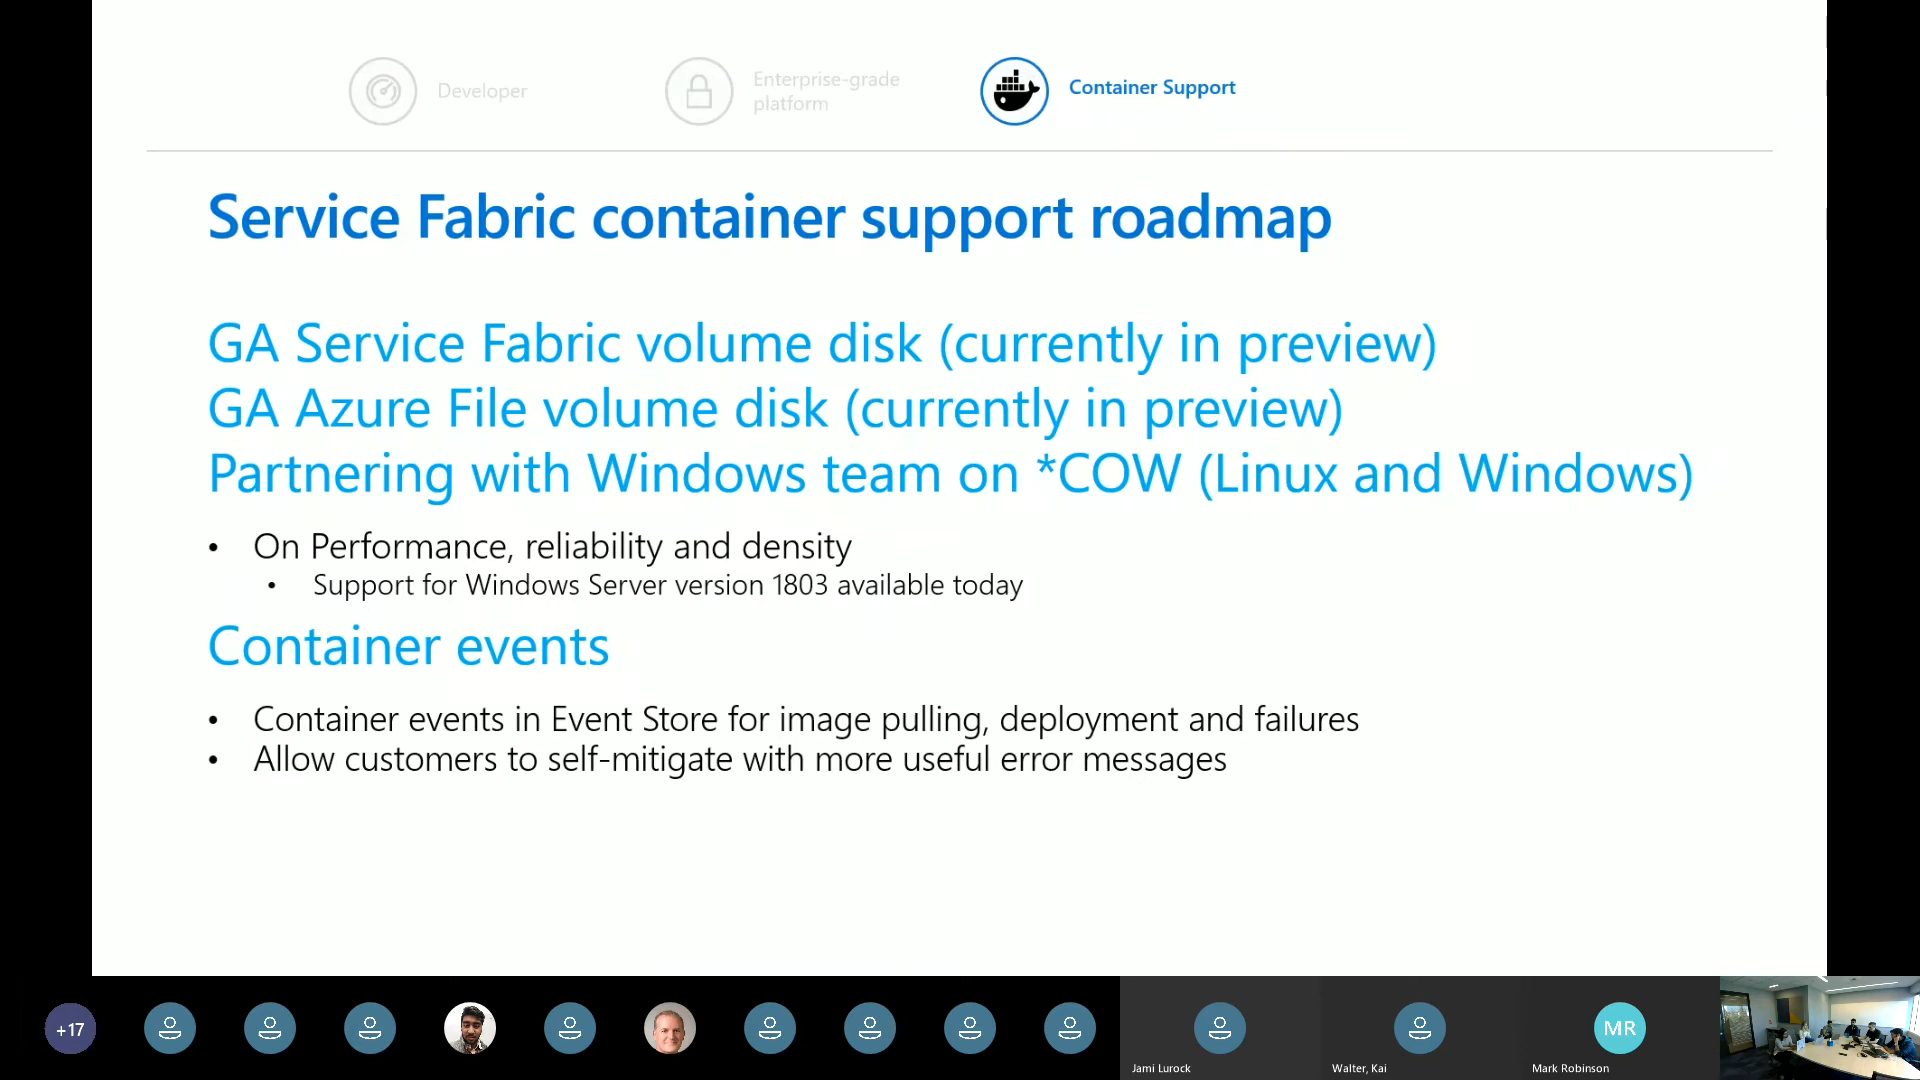 Developer
Enterprise-grade
platform
Container Support
Service Fabric container support roadmap
GA Service Fabric volume disk (currently in preview)
GA Azure File volume disk (currently in preview)
Partnering with Windows team on *COW (Linux and Windows)
• On Performance, reliability and density
• Support for Windows Server version 1803 available today
Container events
• Container events in Event Store for image pulling, deployment and failures
• Allow customers to self-mitigate with more useful error messages
+17
MR
Jami Lurock
Walter, Kai
Mark Robinson